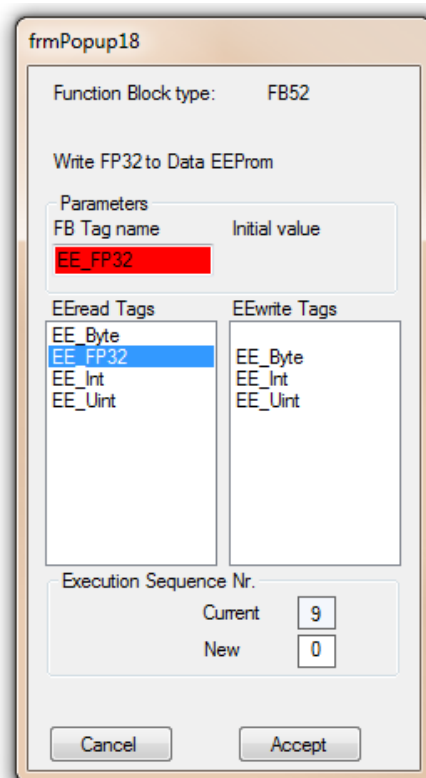 frmPopup18
Function Block type: FB52
Write FP32 to Data EEProm
Parameters
FB Tag name Initial value
EE_FP32
EEread Tags EEwrite Tags
EE_Byte
EE_FP32 EE_Byte
EE_Int EE_Int
EE_Uint EE_Uint
Execution Sequence Nr.
Current 9
New 0
Cancel Accept